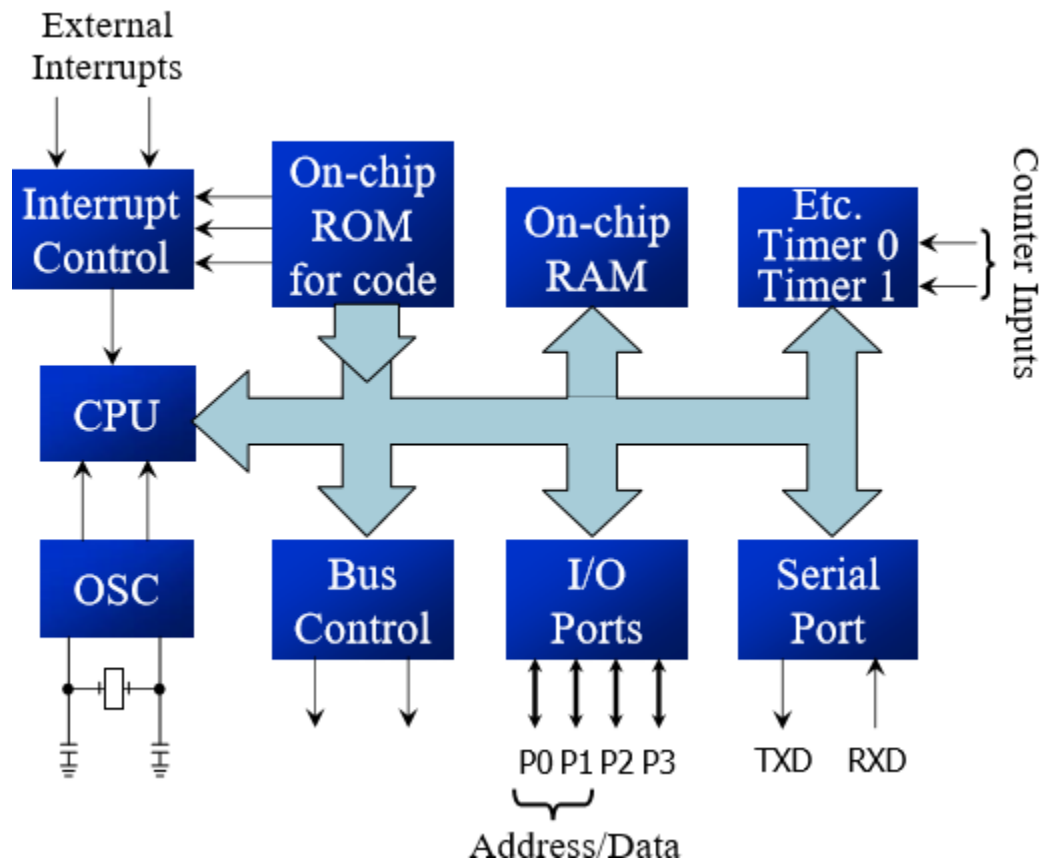 External
Interrupts
Interrupt
Control
On-chip
ROM
for code
On-chip
RAM
Etc.
Timer 0
Timer 1
Counter Inputs
CPU
OSC
Bus
Control
I/O
Ports
Serial
Port
P0 P1 P2 P3
TXD RXD
Address/Data